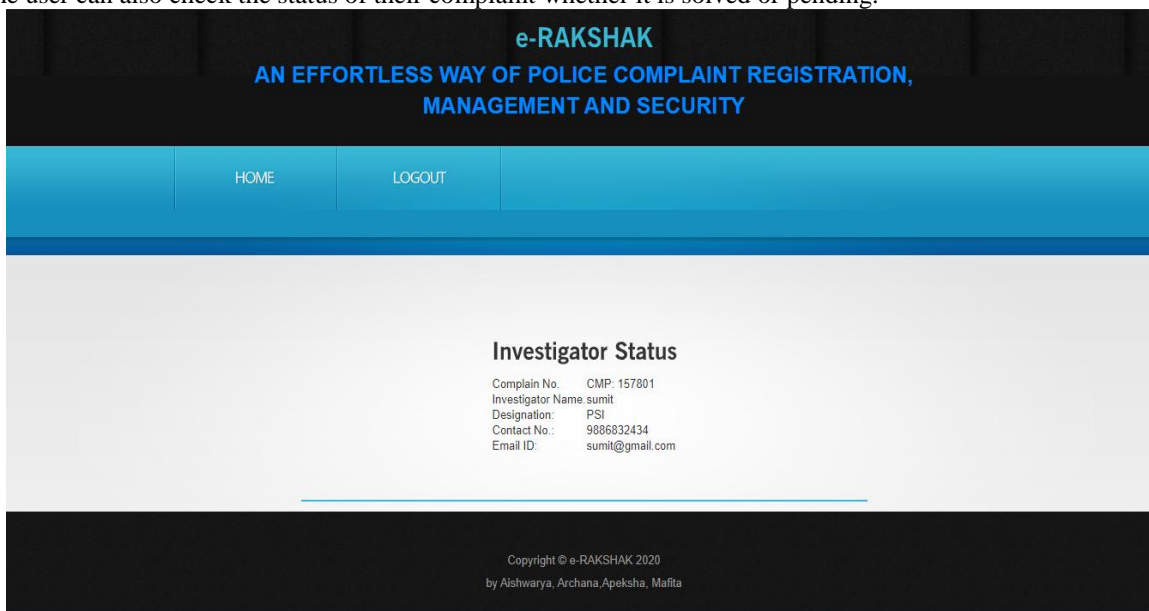 e user can also check the status of their complaint whether it is solved or pending.
e-RAKSHAK
AN EFFORTLESS WAY OF POLICE COMPLAINT REGISTRATION,
MANAGEMENT AND SECURITY
HOME LOGOUT
Investigator Status
Complain No. CMP: 157801
Investigator Name. sumit
Designation: PSI
Contact No.: 9886832434
Email ID: sumit@gmail.com
Copyright © e-RAKSHAK 2020
by Aishwarya, Archana,Apeksha, Mafita